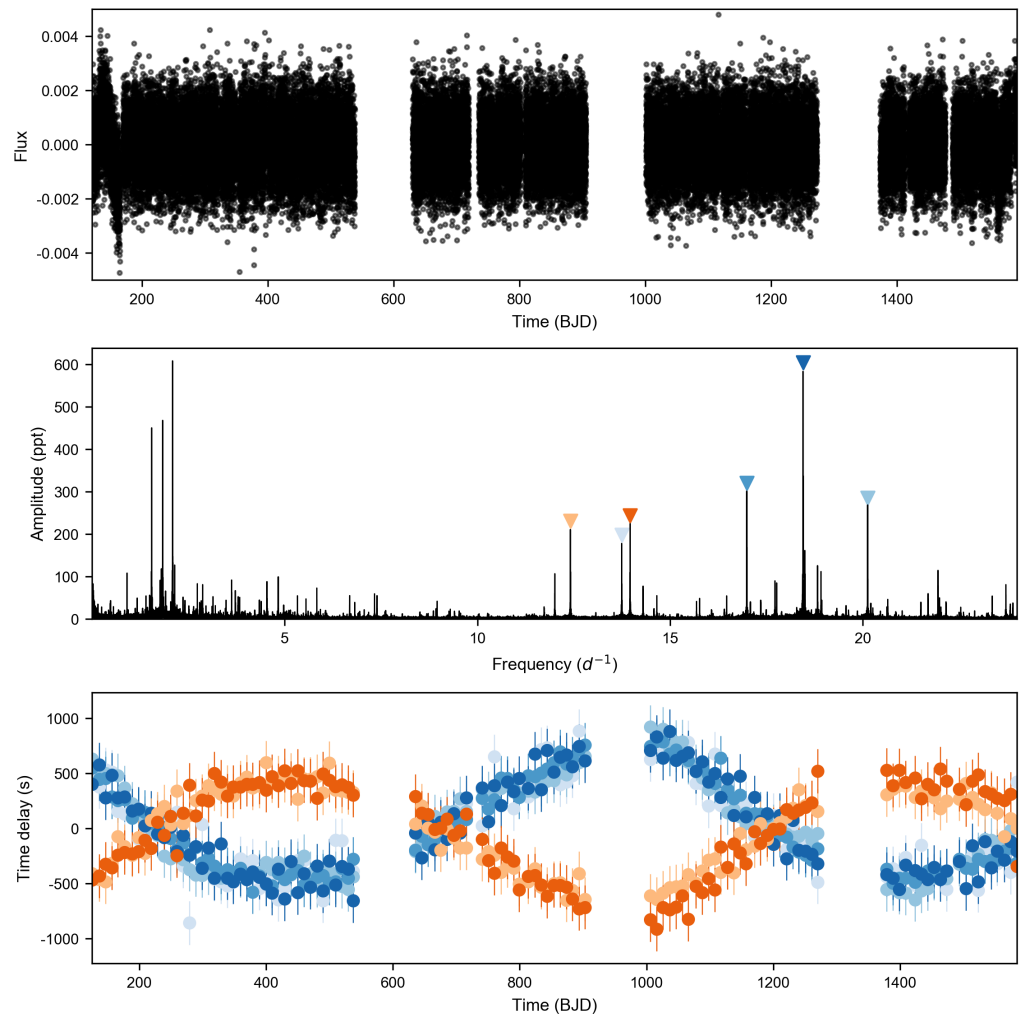 0.004
0.002
0.000
-0.002
-0.004
Flux
200 400 600 800 1000 1200 1400
Time (BJD)
600
500
400
300
200
100
0
Amplitude (ppt)
5 10 15 20
Frequency (d⁻¹)
1000
500
0
-500
-1000
Time delay (s)
200 400 600 800 1000 1200 1400
Time (BJD)